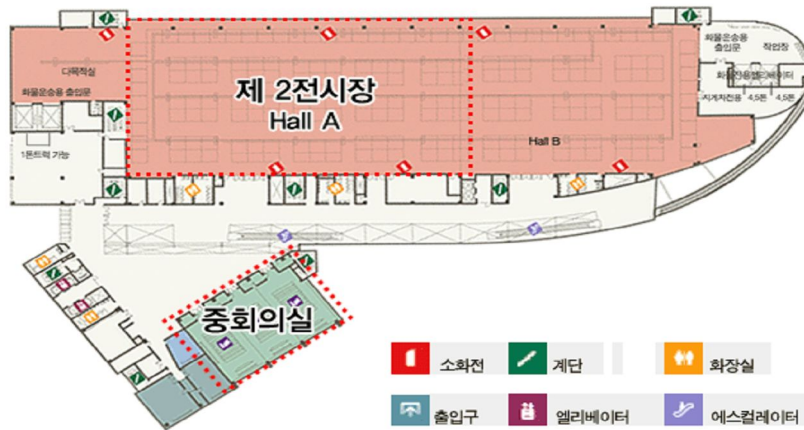 화물운송용
출입문
작업장
다목적실
화물전용엘리베이터
화물운송용 출입문
제 2전시장
Hall A
지게차전용
4,5톤
4,5톤
Hall B
1톤트럭 가능
중회의실
소화전
계단
화장실
출입구
엘리베이터
에스컬레이터